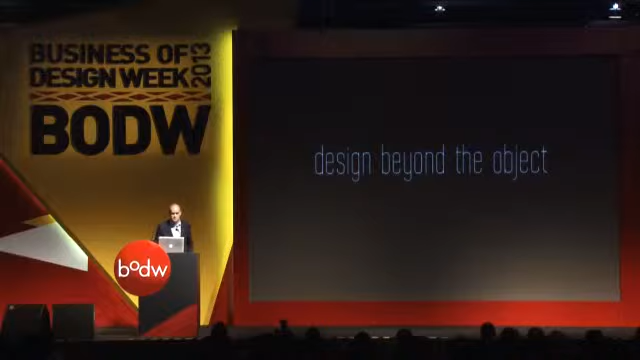 BUSINESS OF
DESIGN WEEK 2013
BODW
design beyond the object
bodw